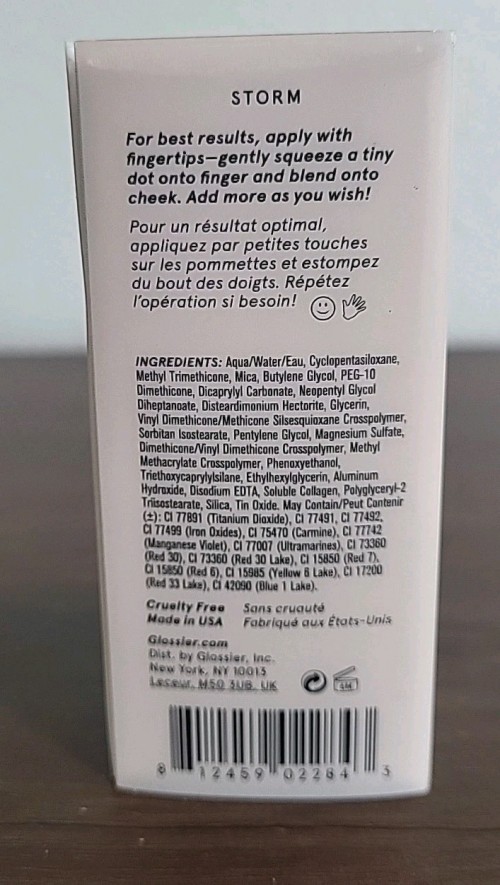 STORM
For best results, apply with
fingertips—gently squeeze a tiny
dot onto finger and blend onto
cheek. Add more as you wish!
Pour un résultat optimal,
appliquez par petites touches
sur les pommettes et estompez
du bout des doigts. Répétez
l'opération si besoin!
INGREDIENTS: Aqua/Water/Eau, Cyclopentasiloxane,
Methyl Trimethicone, Mica, Butylene Glycol, PEG-10
Dimethicone, Dicaprylyl Carbonate, Neopentyl Glycol
Diheptanoate, Disteardimonium Hectorite, Glycerin,
Vinyl Dimethicone/Methicone Silsesquioxane Crosspolymer,
Sorbitan Isostearate, Pentylene Glycol, Magnesium Sulfate,
Dimethicone/Vinyl Dimethicone Crosspolymer, Methyl
Methacrylate Crosspolymer, Phenoxyethanol,
Triethoxycaprylylsilane, Ethylhexylglycerin, Aluminum
Hydroxide, Disodium EDTA, Soluble Collagen, Polyglyceryl-2
Triisostearate, Silica, Tin Oxide. May Contain/Peut Contenir
(±): CI 77891 (Titanium Dioxide), CI 77491, CI 77492,
CI 77499 (Iron Oxides), CI 75470 (Carmine), CI 77742
(Manganese Violet), CI 77007 (Ultramarines), CI 73360
(Red 30), CI 73360 (Red 30 Lake), CI 15850 (Red 7),
CI 15850 (Red 6), CI 15985 (Yellow 6 Lake), CI 17200
(Red 33 Lake), CI 42090 (Blue 1 Lake).
Cruelty Free Sans cruauté
Made in USA Fabriqué aux États-Unis
Glossier.com
Dist. by Glossier, Inc.
New York, NY 10013
M50 3UB, UK
8 12459 02284 3